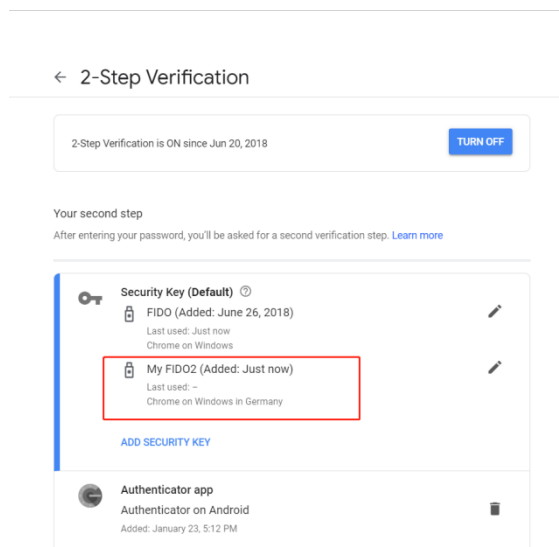 2-Step Verification
2-Step Verification is ON since Jun 20, 2018
TURN OFF
Your second step
After entering your password, you'll be asked for a second verification step. Learn more
Security Key (Default)
FIDO (Added: June 26, 2018)
Last used: Just now
Chrome on Windows
My FIDO2 (Added: Just now)
Last used: –
Chrome on Windows in Germany
ADD SECURITY KEY
Authenticator app
Authenticator on Android
Added: January 23, 5:12 PM